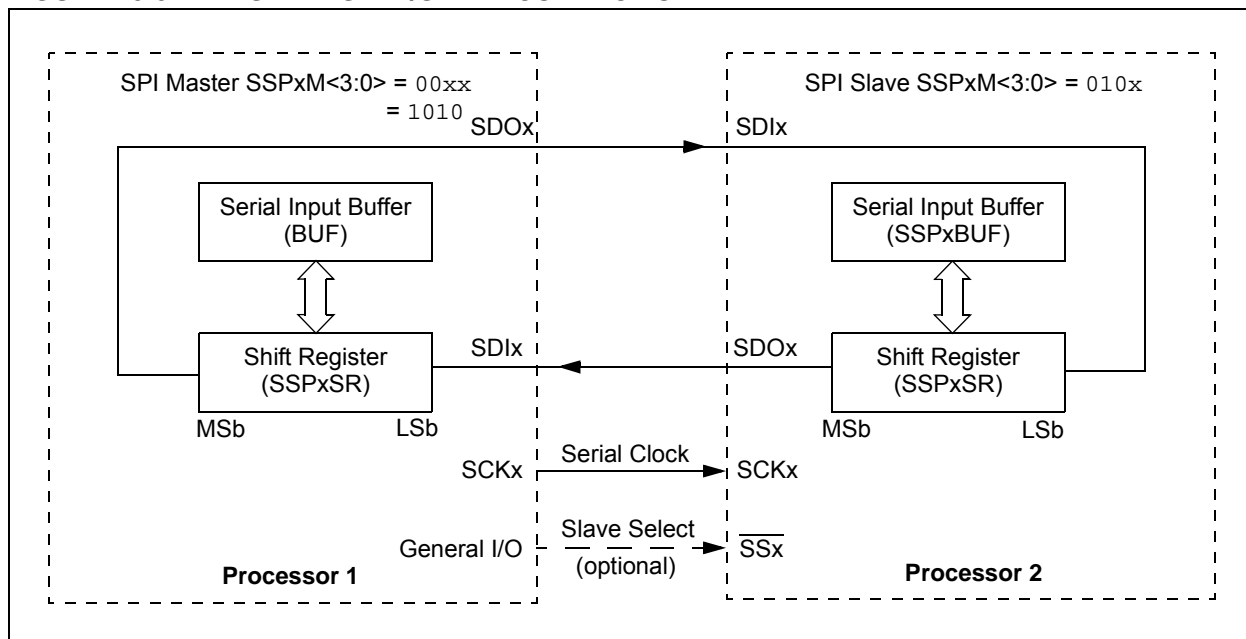 SPI Master SSPxM<3:0> = 00xx
= 1010
SDOx
Serial Input Buffer
(BUF)
SDIx
Shift Register
(SSPxSR)
MSb
LSb
SCKx
General I/O
Processor 1
Serial Clock
Slave Select
(optional)
SPI Slave SSPxM<3:0> = 010x
SDIx
Serial Input Buffer
(SSPxBUF)
SDOx
Shift Register
(SSPxSR)
MSb
LSb
SCKx
SSx
Processor 2